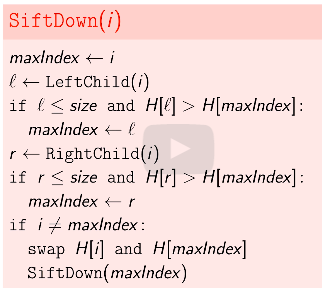 SiftDown(i)
maxIndex ← i
ℓ ← LeftChild(i)
if ℓ ≤ size and H[ℓ] > H[maxIndex]:
maxIndex ← ℓ
r ← RightChild(i)
if r ≤ size and H[r] > H[maxIndex]:
maxIndex ← r
if i ≠ maxIndex:
swap H[i] and H[maxIndex]
SiftDown(maxIndex)